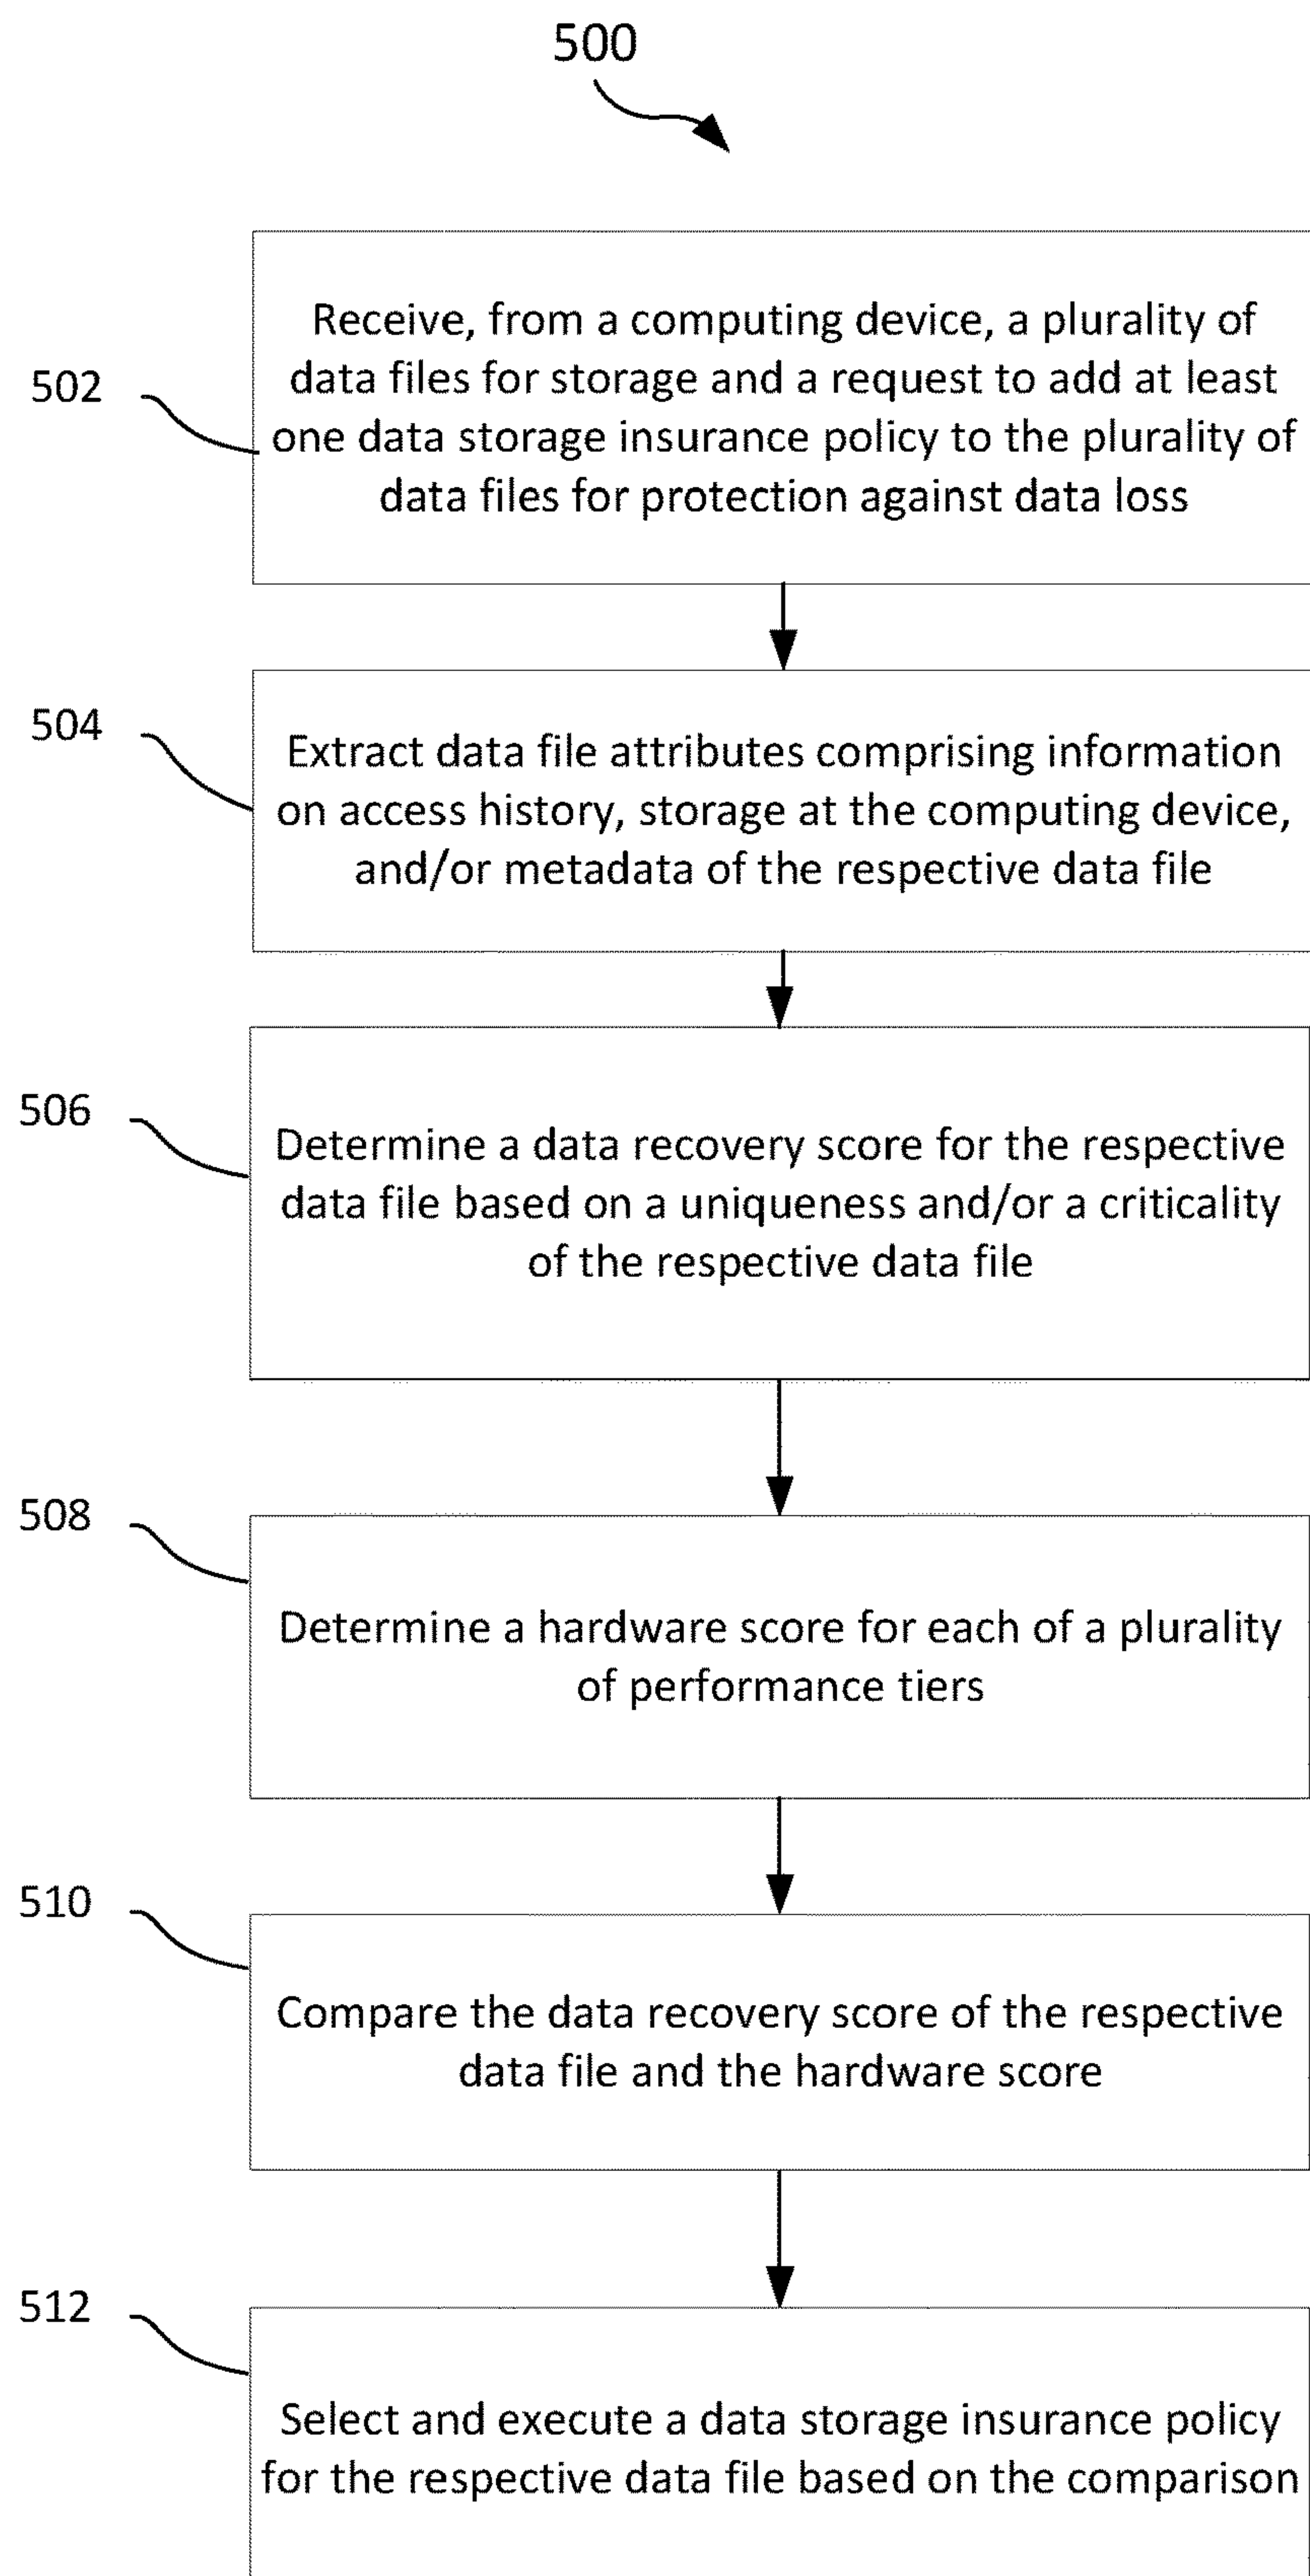 500
502
Receive, from a computing device, a plurality of
data files for storage and a request to add at least
one data storage insurance policy to the plurality of
data files for protection against data loss
504
Extract data file attributes comprising information
on access history, storage at the computing device,
and/or metadata of the respective data file
506
Determine a data recovery score for the respective
data file based on a uniqueness and/or a criticality
of the respective data file
508
Determine a hardware score for each of a plurality
of performance tiers
510
Compare the data recovery score of the respective
data file and the hardware score
512
Select and execute a data storage insurance policy
for the respective data file based on the comparison